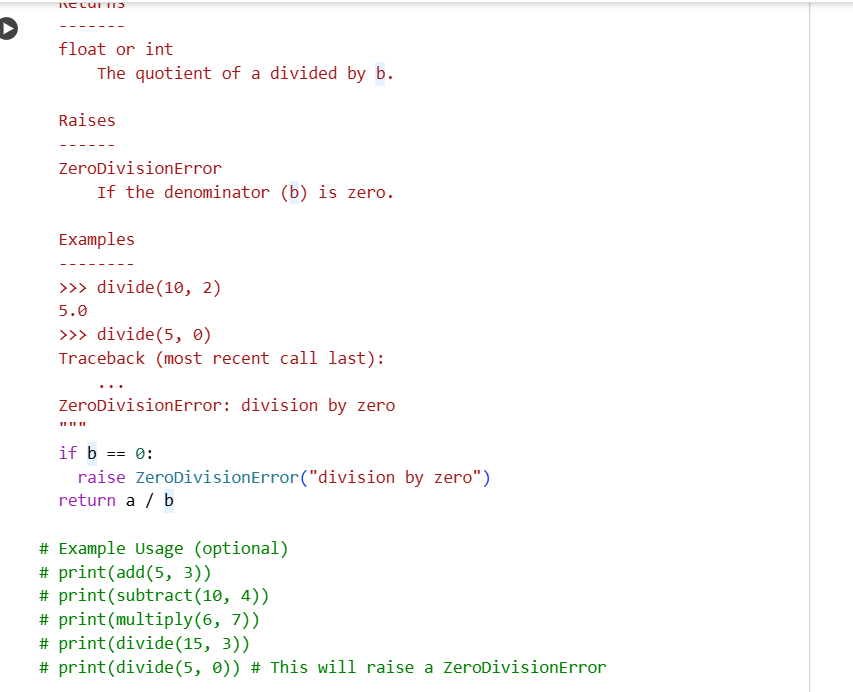 Returns
-------
float or int
    The quotient of a divided by b.

Raises
------
ZeroDivisionError
    If the denominator (b) is zero.

Examples
--------
>>> divide(10, 2)
5.0
>>> divide(5, 0)
Traceback (most recent call last):
    ...
ZeroDivisionError: division by zero
"""
if b == 0:
  raise ZeroDivisionError("division by zero")
return a / b

# Example Usage (optional)
# print(add(5, 3))
# print(subtract(10, 4))
# print(multiply(6, 7))
# print(divide(15, 3))
# print(divide(5, 0)) # This will raise a ZeroDivisionError